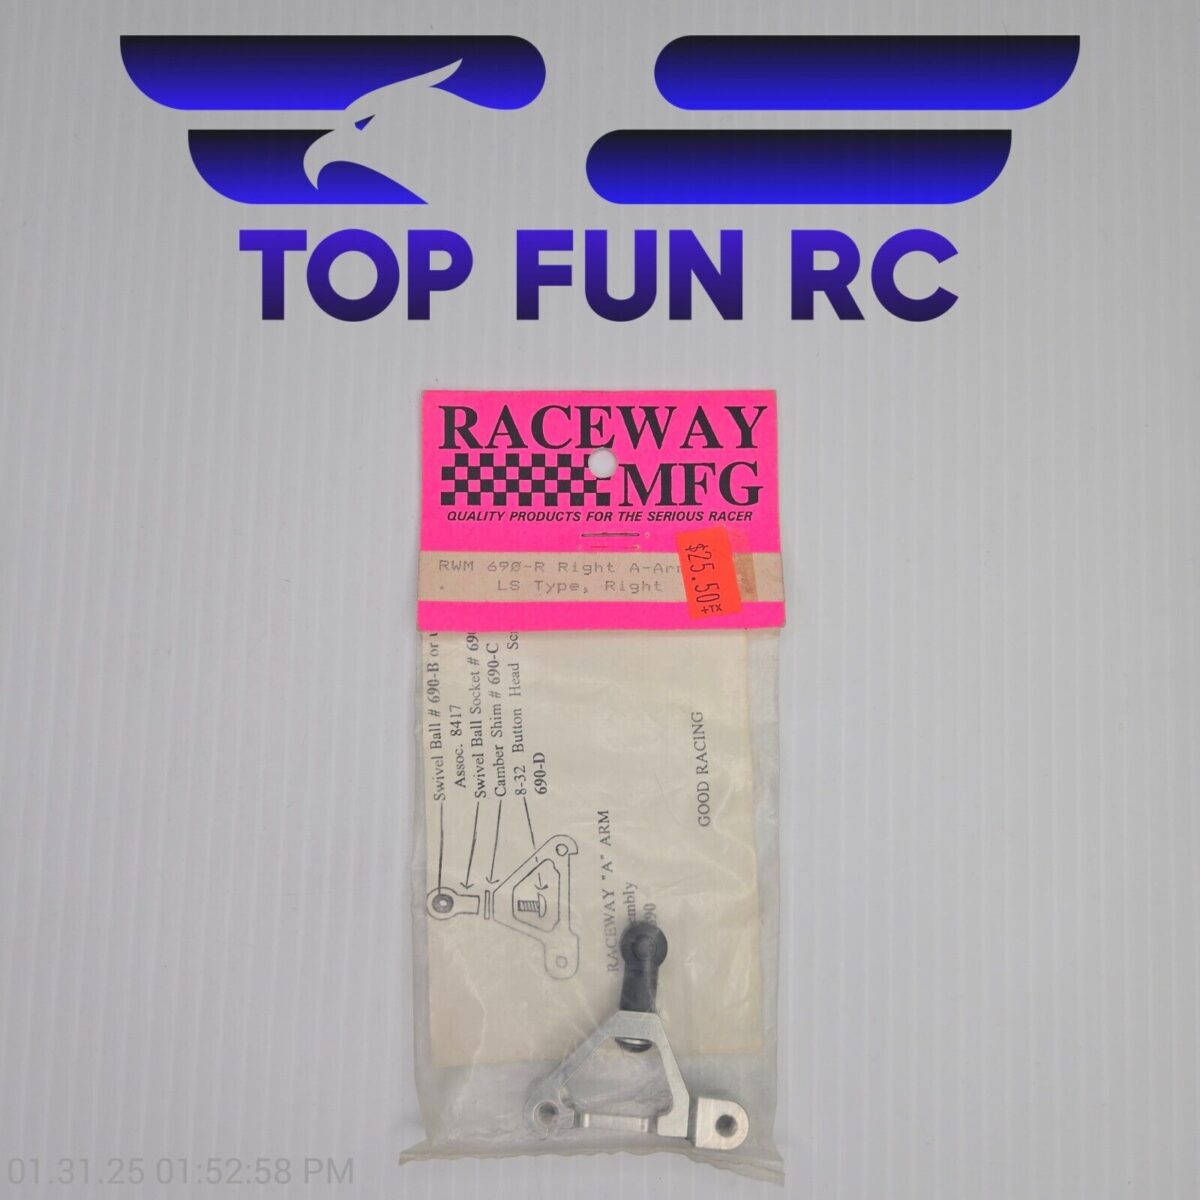 TOP FUN RC
RACEWAY
MFG
QUALITY PRODUCTS FOR THE SERIOUS RACER
RWM 690-R Right
LS Type, Right
$25.50
+TX
Swivel Ball # 690-B or
Assoc. 8417
Swivel Ball Socket #
Camber Shim # 690-C
8-32 Button Head
690-D
RACEWAY "A" ARM
GOOD RACING
01.31.25 01:52:58 PM